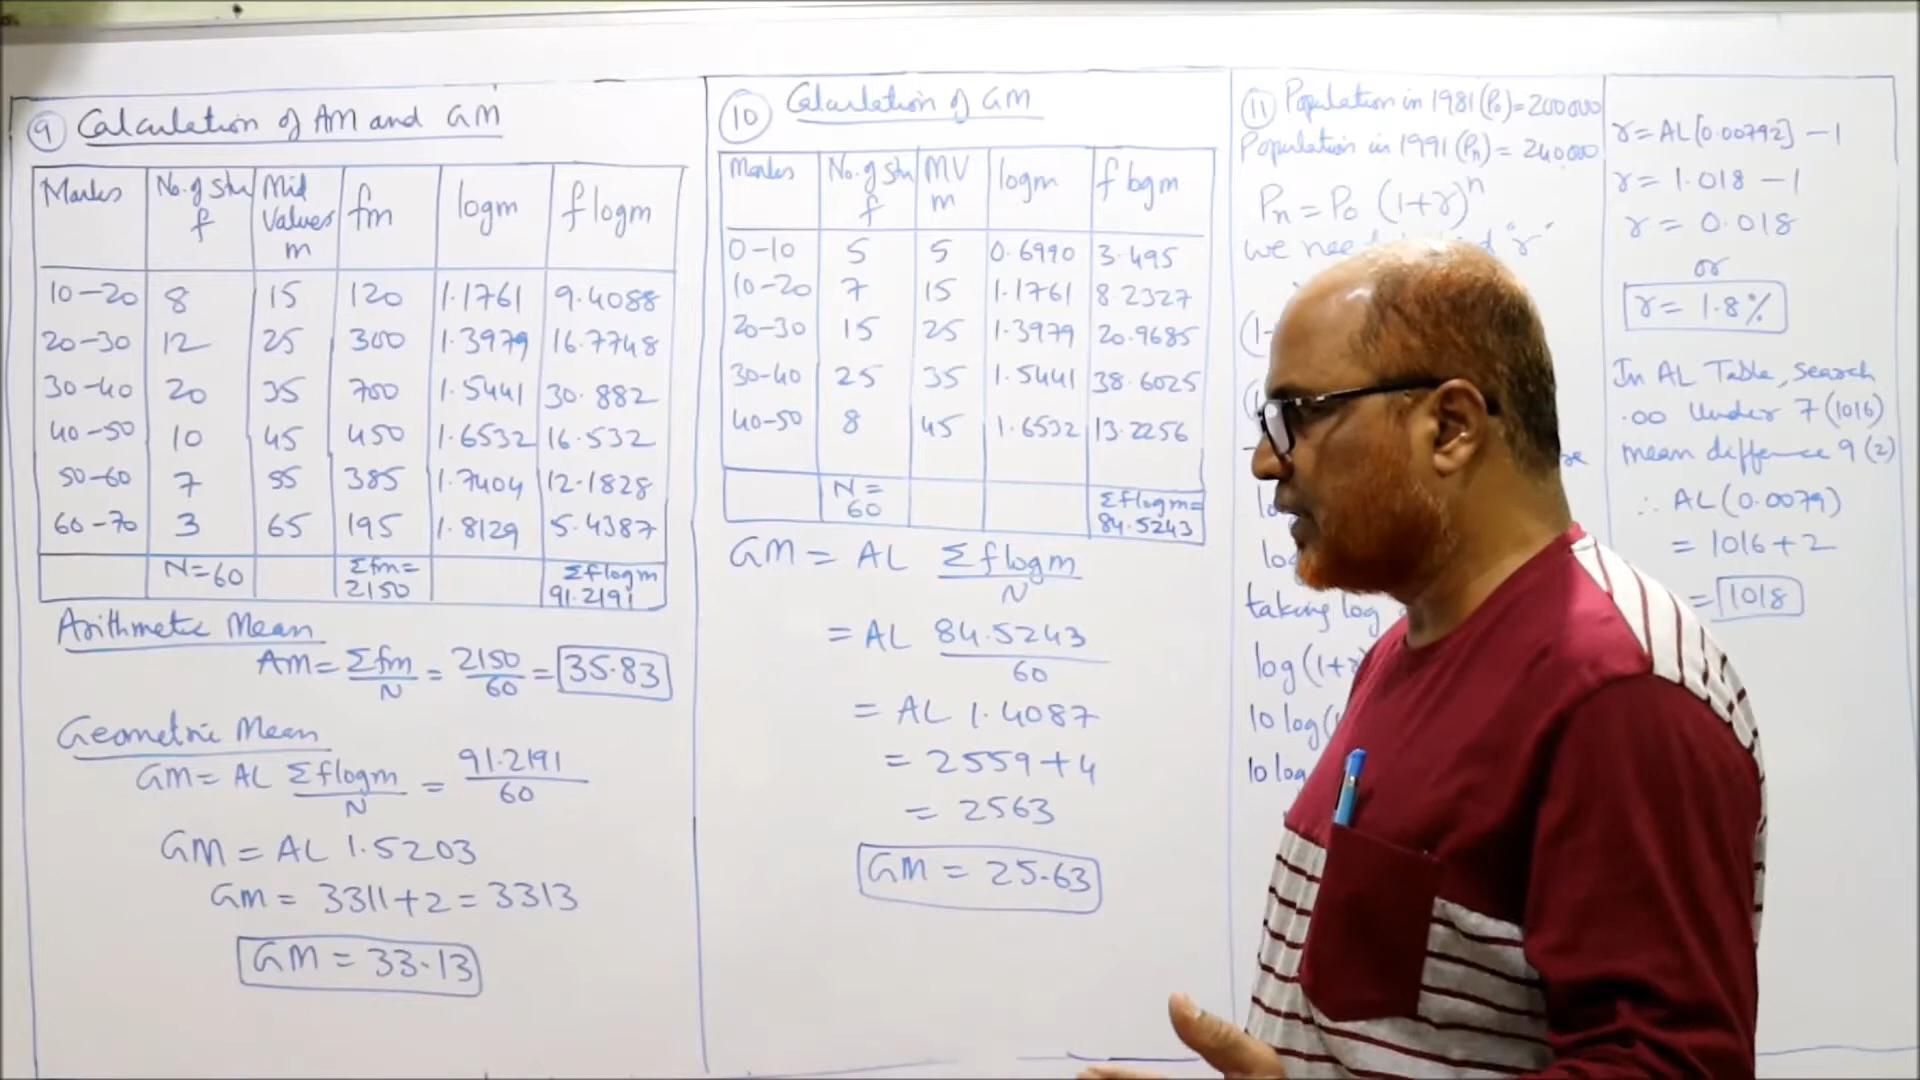 9 Calculation of AM and GM
Marks No. of stu f Mid Values m fm logm f logm
10-20 8 15 120 1.1761 9.4088
20-30 12 25 300 1.3979 16.7748
30-40 20 35 700 1.5441 30.882
40-50 10 45 450 1.6532 16.532
50-60 7 55 385 1.7404 12.1828
60-70 3 65 195 1.8129 5.4387
N=60 Σfm= 2150 Σflogm 91.2191
Arithmetic Mean
AM = Σfm/N = 2150/60 = 35.83
Geometric Mean
GM = AL Σflogm/N = 91.2191/60
GM = AL 1.5203
GM = 3311+2 = 3313
GM = 33.13
10 Calculation of GM
Marks No. of stu f MV m logm f logm
0-10 5 5 0.6990 3.495
10-20 7 15 1.1761 8.2327
20-30 15 25 1.3979 20.9685
30-40 25 35 1.5441 38.6025
40-50 8 45 1.6532 13.2256
N= 60 Σflogm= 84.5243
GM = AL Σflogm/N
= AL 84.5243/60
= AL 1.4087
= 2559+4
= 2563
GM = 25.63
11 Population in 1981 (P₀) = 200000
Population in 1991 (Pn) = 240000
Pn = P₀ (1+r)ⁿ
we need "r"
taking log
log(1+r
10 log(
10 log
r = AL[0.00792] -1
r = 1.018 -1
r = 0.018
or
r = 1.8%
In AL Table, search
.00 under 7 (1016)
mean difference 9 (2)
∴ AL(0.0079)
= 1016+2
= 1018